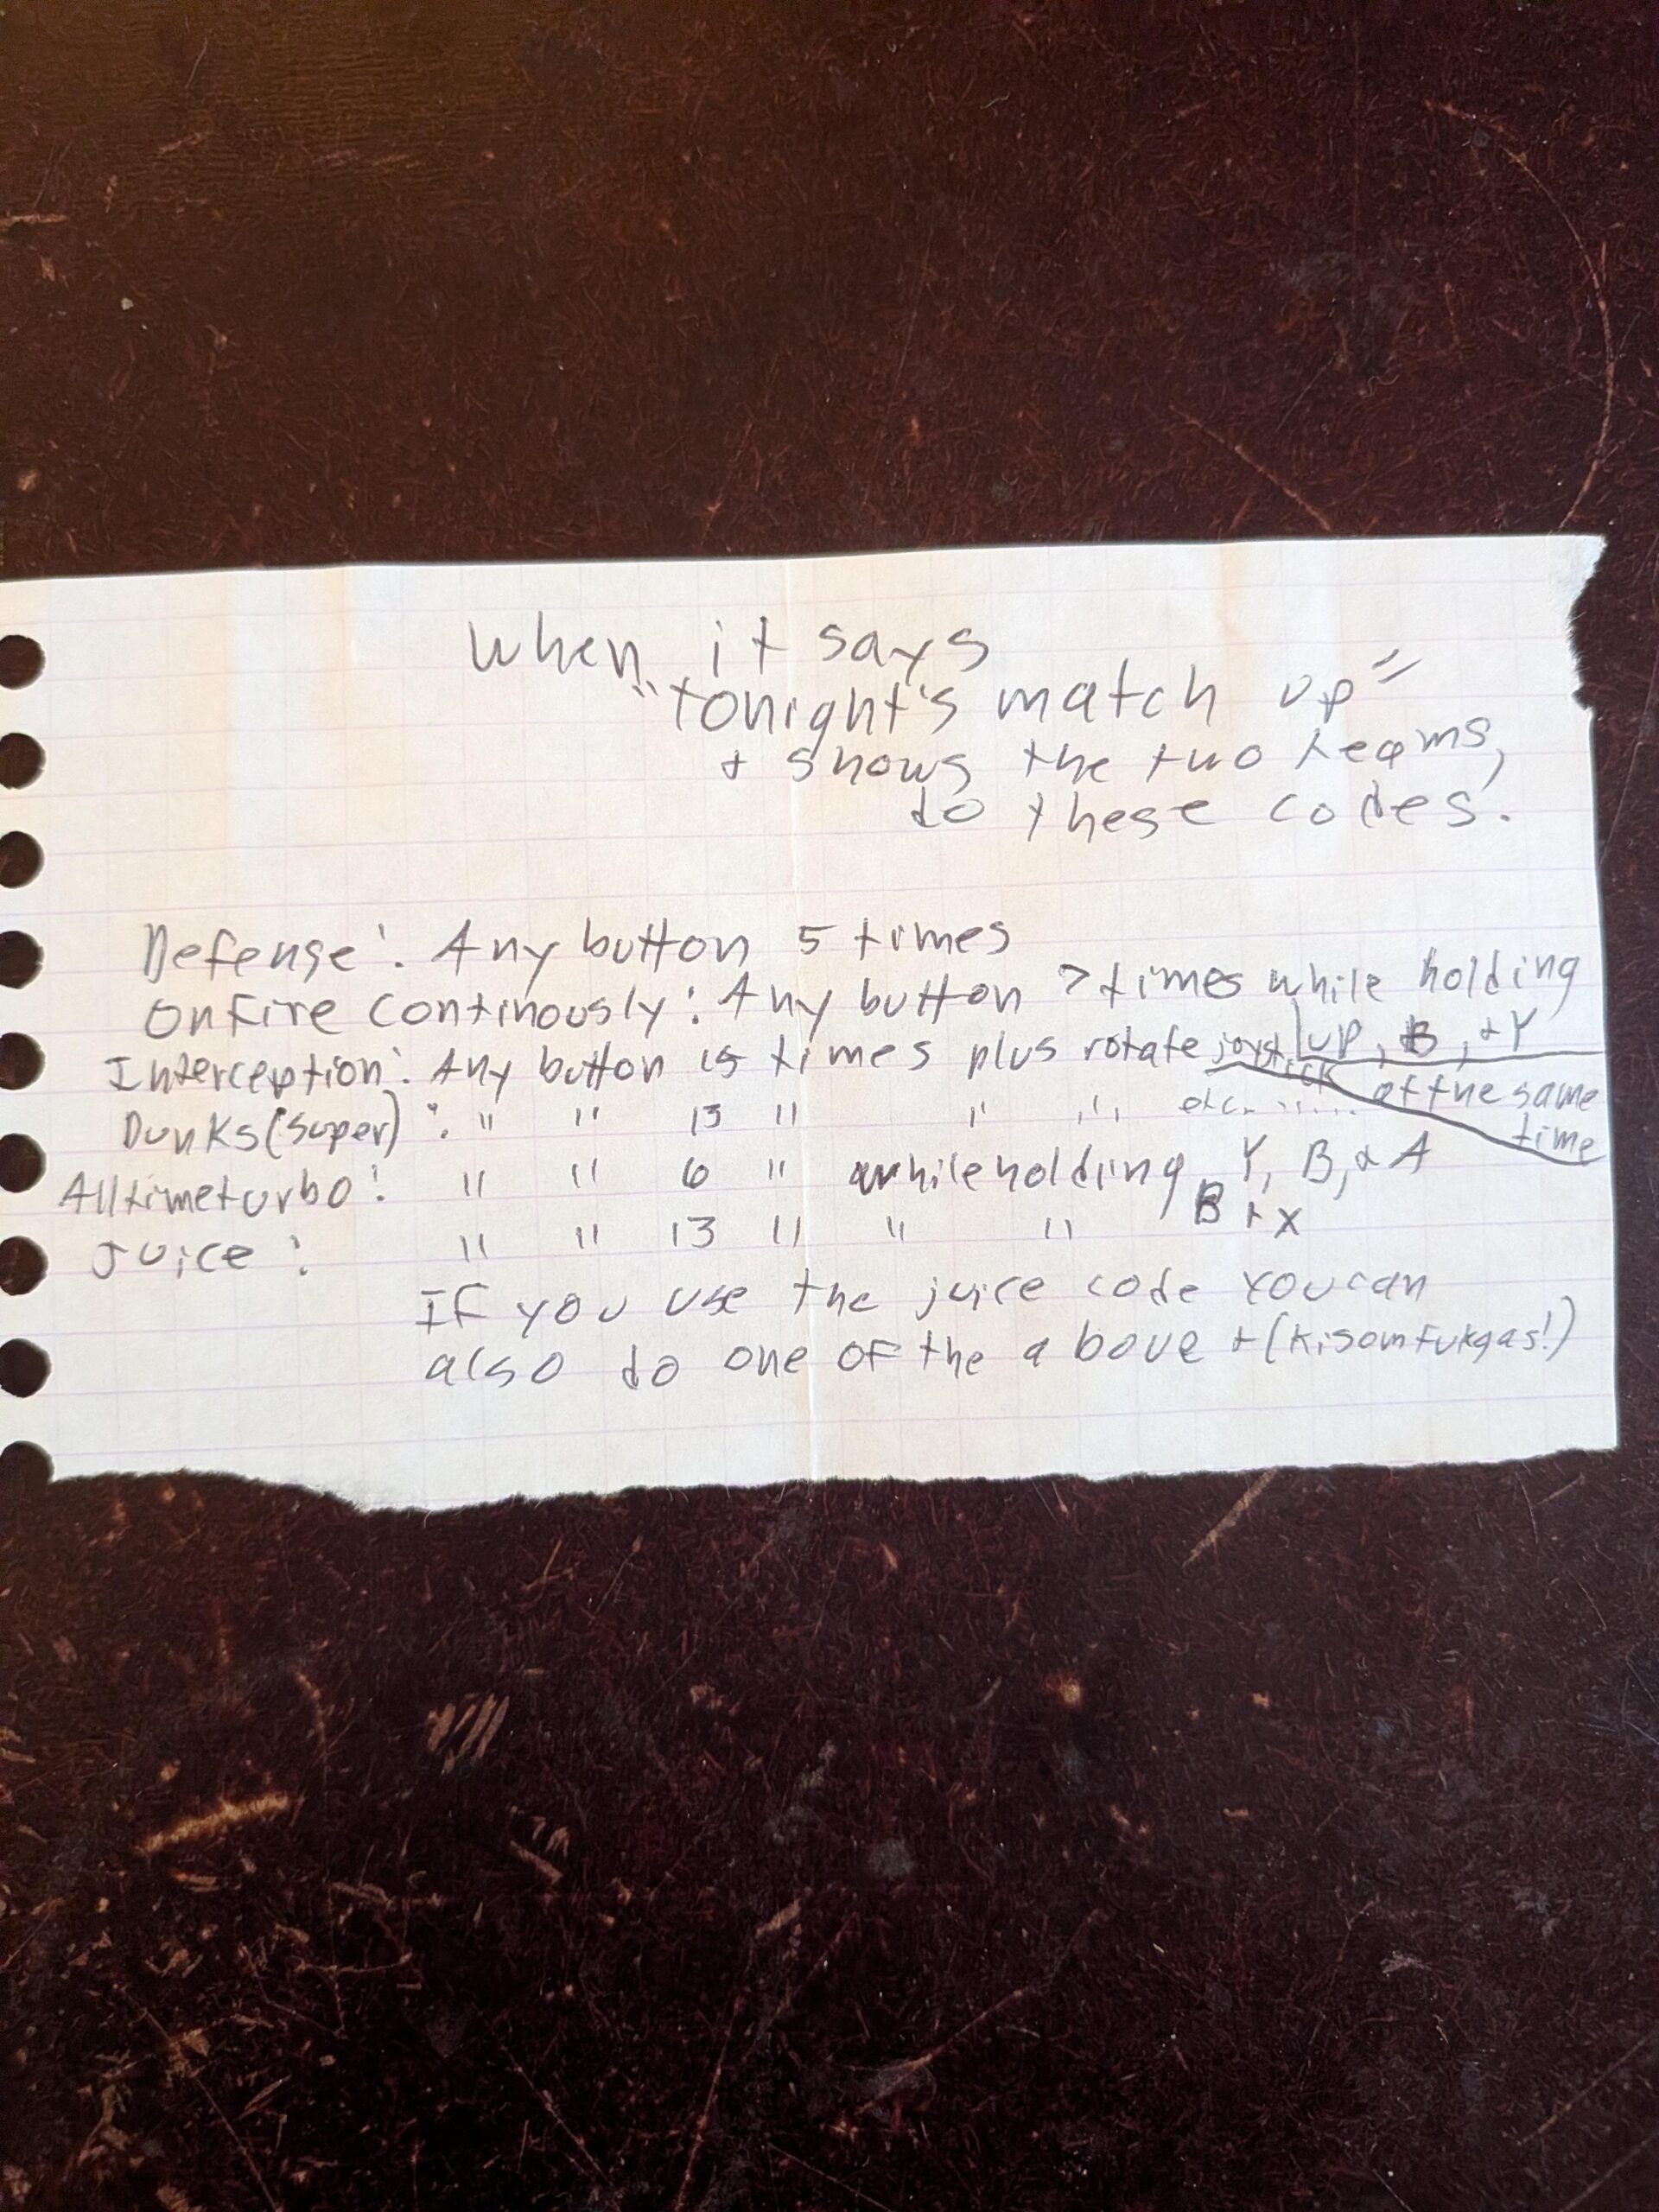 When it says
"tonight's match up"
+ shows the two teams,
do these codes.
Defense: Any button 5 times
On Fire continously: Any button 7 times while holding
up, B, + Y
Interception: Any button 15 times plus rotate joystick
at the same
time
Dunks(super): " " 13 " " " etc.......
Alltimeturbo: " " 6 " while holding Y, B, + A
Juice: " " 13 " " " B + X
If you use the juice code you can
also do one of the above + (kisomfukgas!)